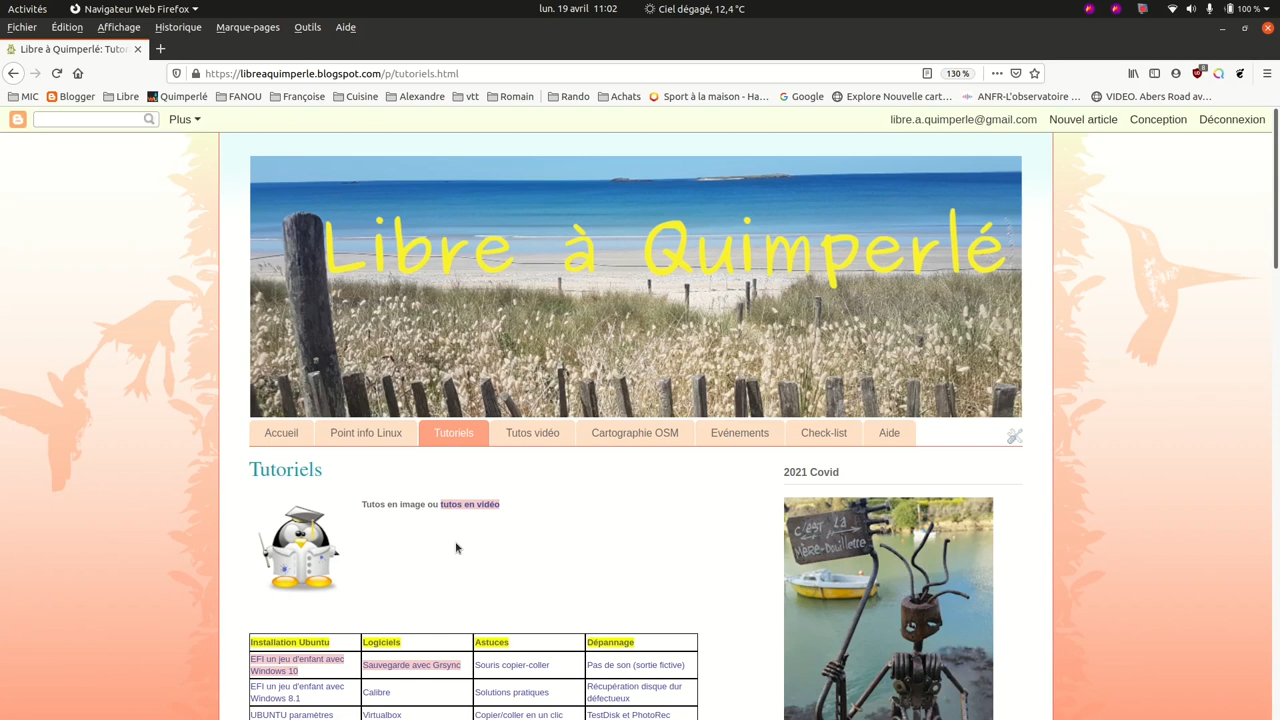 Activités Navigateur Web Firefox lun. 19 avril 11:02 Ciel dégagé, 12,4 °C 100 %
Fichier Édition Affichage Historique Marque-pages Outils Aide
Libre à Quimperlé: Tutor
https://libreaquimperle.blogspot.com/p/tutoriels.html 130 %
MIC Blogger Libre Quimperlé FANOU Françoise Cuisine Alexandre vtt Romain Rando Achats Sport à la maison - Ha… Google Explore Nouvelle cart… ANFR-L'observatoire … VIDEO. Abers Road av…
Plus libre.a.quimperle@gmail.com Nouvel article Conception Déconnexion
Libre à Quimperlé
Accueil Point info Linux Tutoriels Tutos vidéo Cartographie OSM Evénements Check-list Aide
Tutoriels
Tutos en image ou tutos en vidéo
Installation Ubuntu Logiciels Astuces Dépannage
EFI un jeu d'enfant avec Windows 10 Sauvegarde avec Grsync Souris copier-coller Pas de son (sortie fictive)
EFI un jeu d'enfant avec Windows 8.1 Calibre Solutions pratiques Récupération disque dur défectueux
UBUNTU paramètres Virtualbox Copier/coller en un clic TestDisk et PhotoRec
2021 Covid
c'est la
Mère-douillette